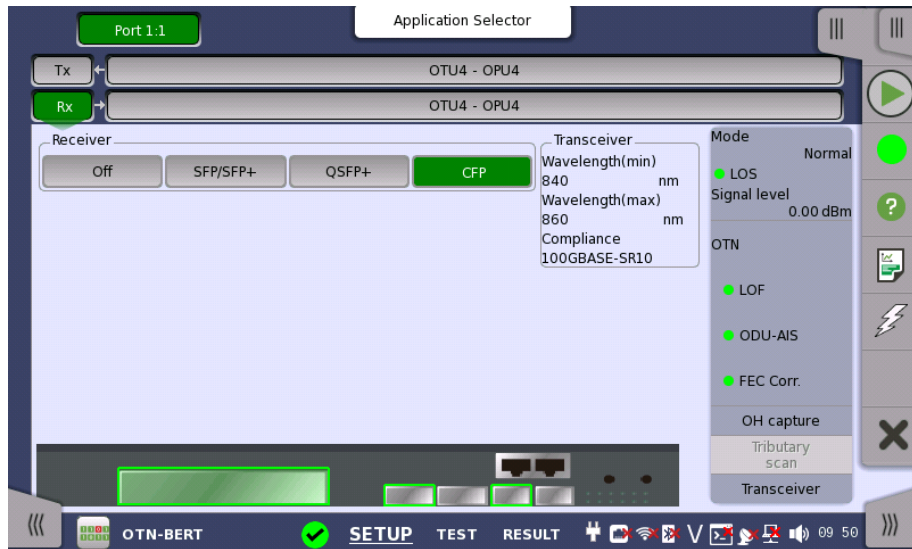 Port 1:1
Application Selector
Tx
OTU4 - OPU4
Rx
OTU4 - OPU4
Receiver
Off
SFP/SFP+
QSFP+
CFP
Transceiver
Wavelength(min)
840 nm
Wavelength(max)
860 nm
Compliance
100GBASE-SR10
Mode
Normal
LOS
Signal level
0.00 dBm
OTN
LOF
ODU-AIS
FEC Corr.
OH capture
Tributary
scan
Transceiver
OTN-BERT
SETUP
TEST
RESULT
V
09 50